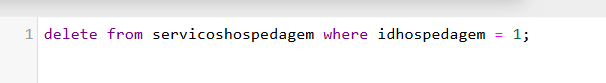 1 delete from servicoshospedagem where idhospedagem = 1;